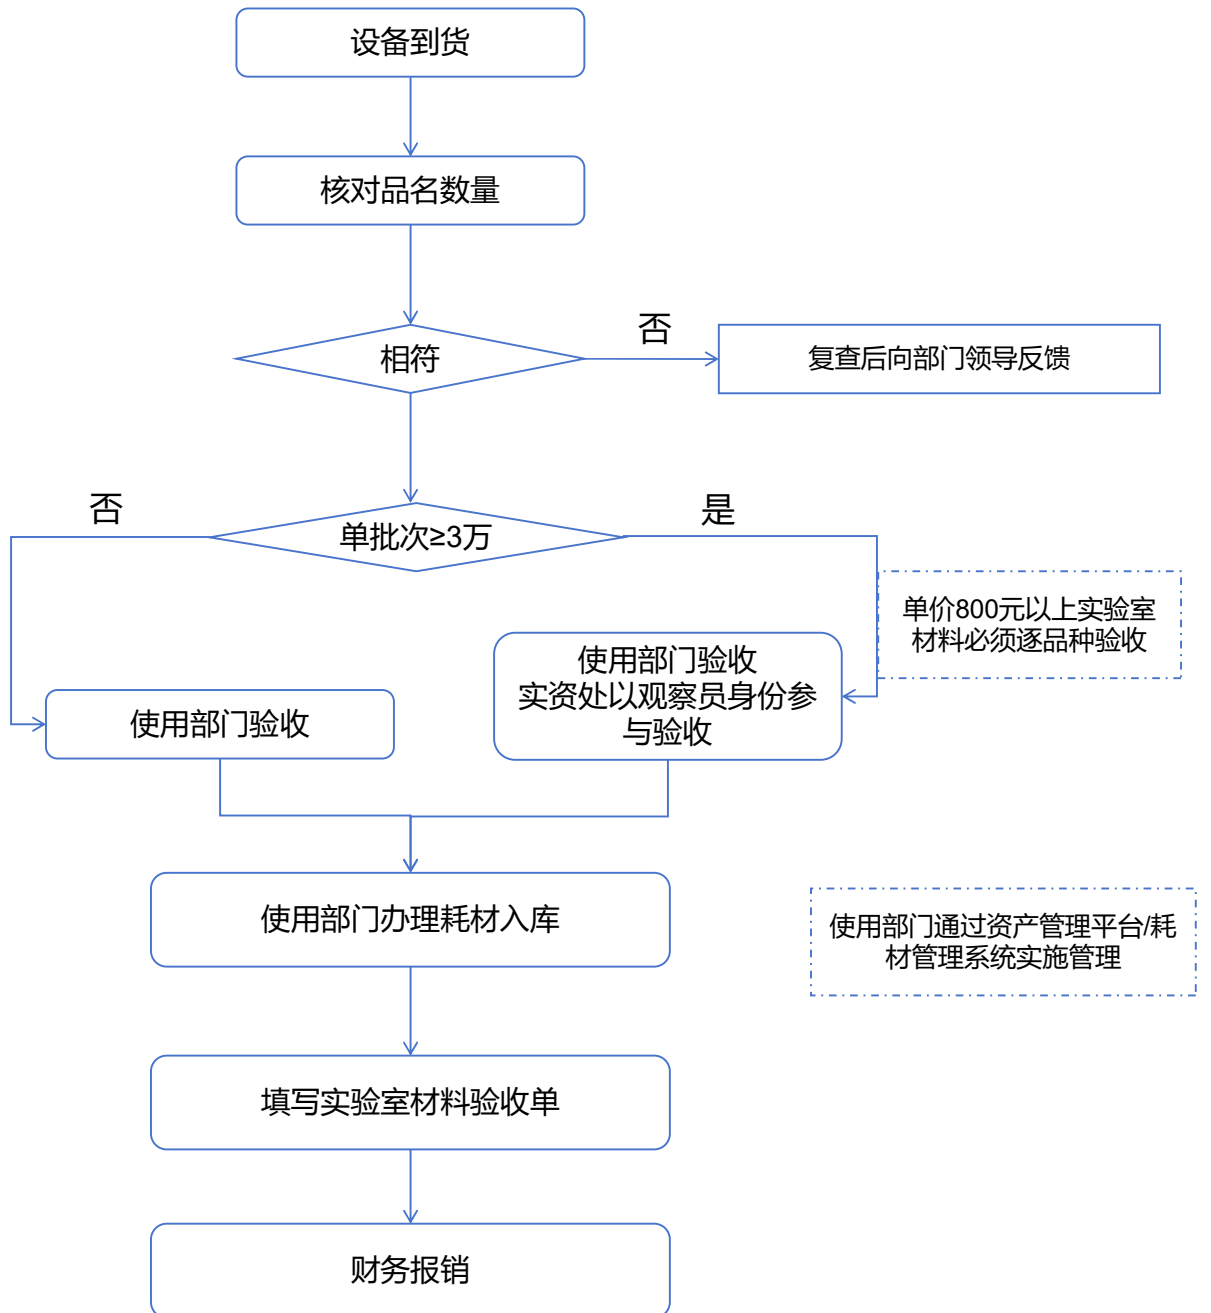 设备到货
核对品名数量
相符
否
复查后向部门领导反馈
否
单批次≥3万
是
单价800元以上实验室
材料必须逐品种验收
使用部门验收
实资处以观察员身份参
与验收
使用部门验收
使用部门办理耗材入库
使用部门通过资产管理平台/耗
材管理系统实施管理
填写实验室材料验收单
财务报销